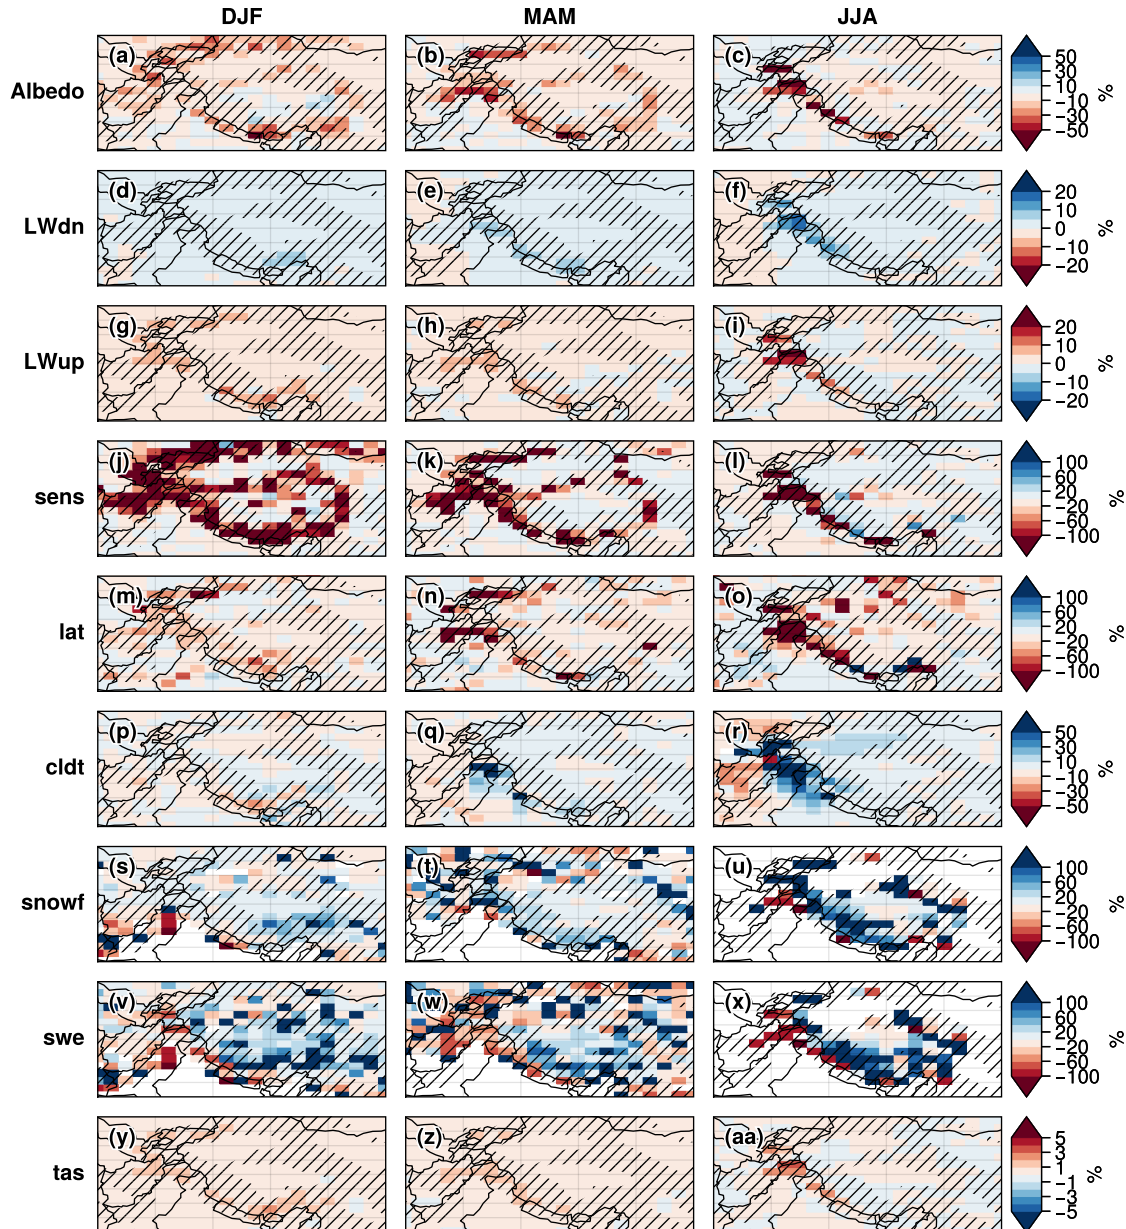 DJF MAM JJA
Albedo (a) (b) (c) 50 30 10 −10 −30 −50 %
LWdn (d) (e) (f) 20 10 0 −10 −20 %
LWup (g) (h) (i) 20 10 0 −10 −20 %
sens (j) (k) (l) 100 60 20 −20 −60 −100 %
lat (m) (n) (o) 100 60 20 −20 −60 −100 %
cldt (p) (q) (r) 50 30 10 −10 −30 −50 %
snowf (s) (t) (u) 100 60 20 −20 −60 −100 %
swe (v) (w) (x) 100 60 20 −20 −60 −100 %
tas (y) (z) (aa) 5 3 1 −1 −3 −5 %